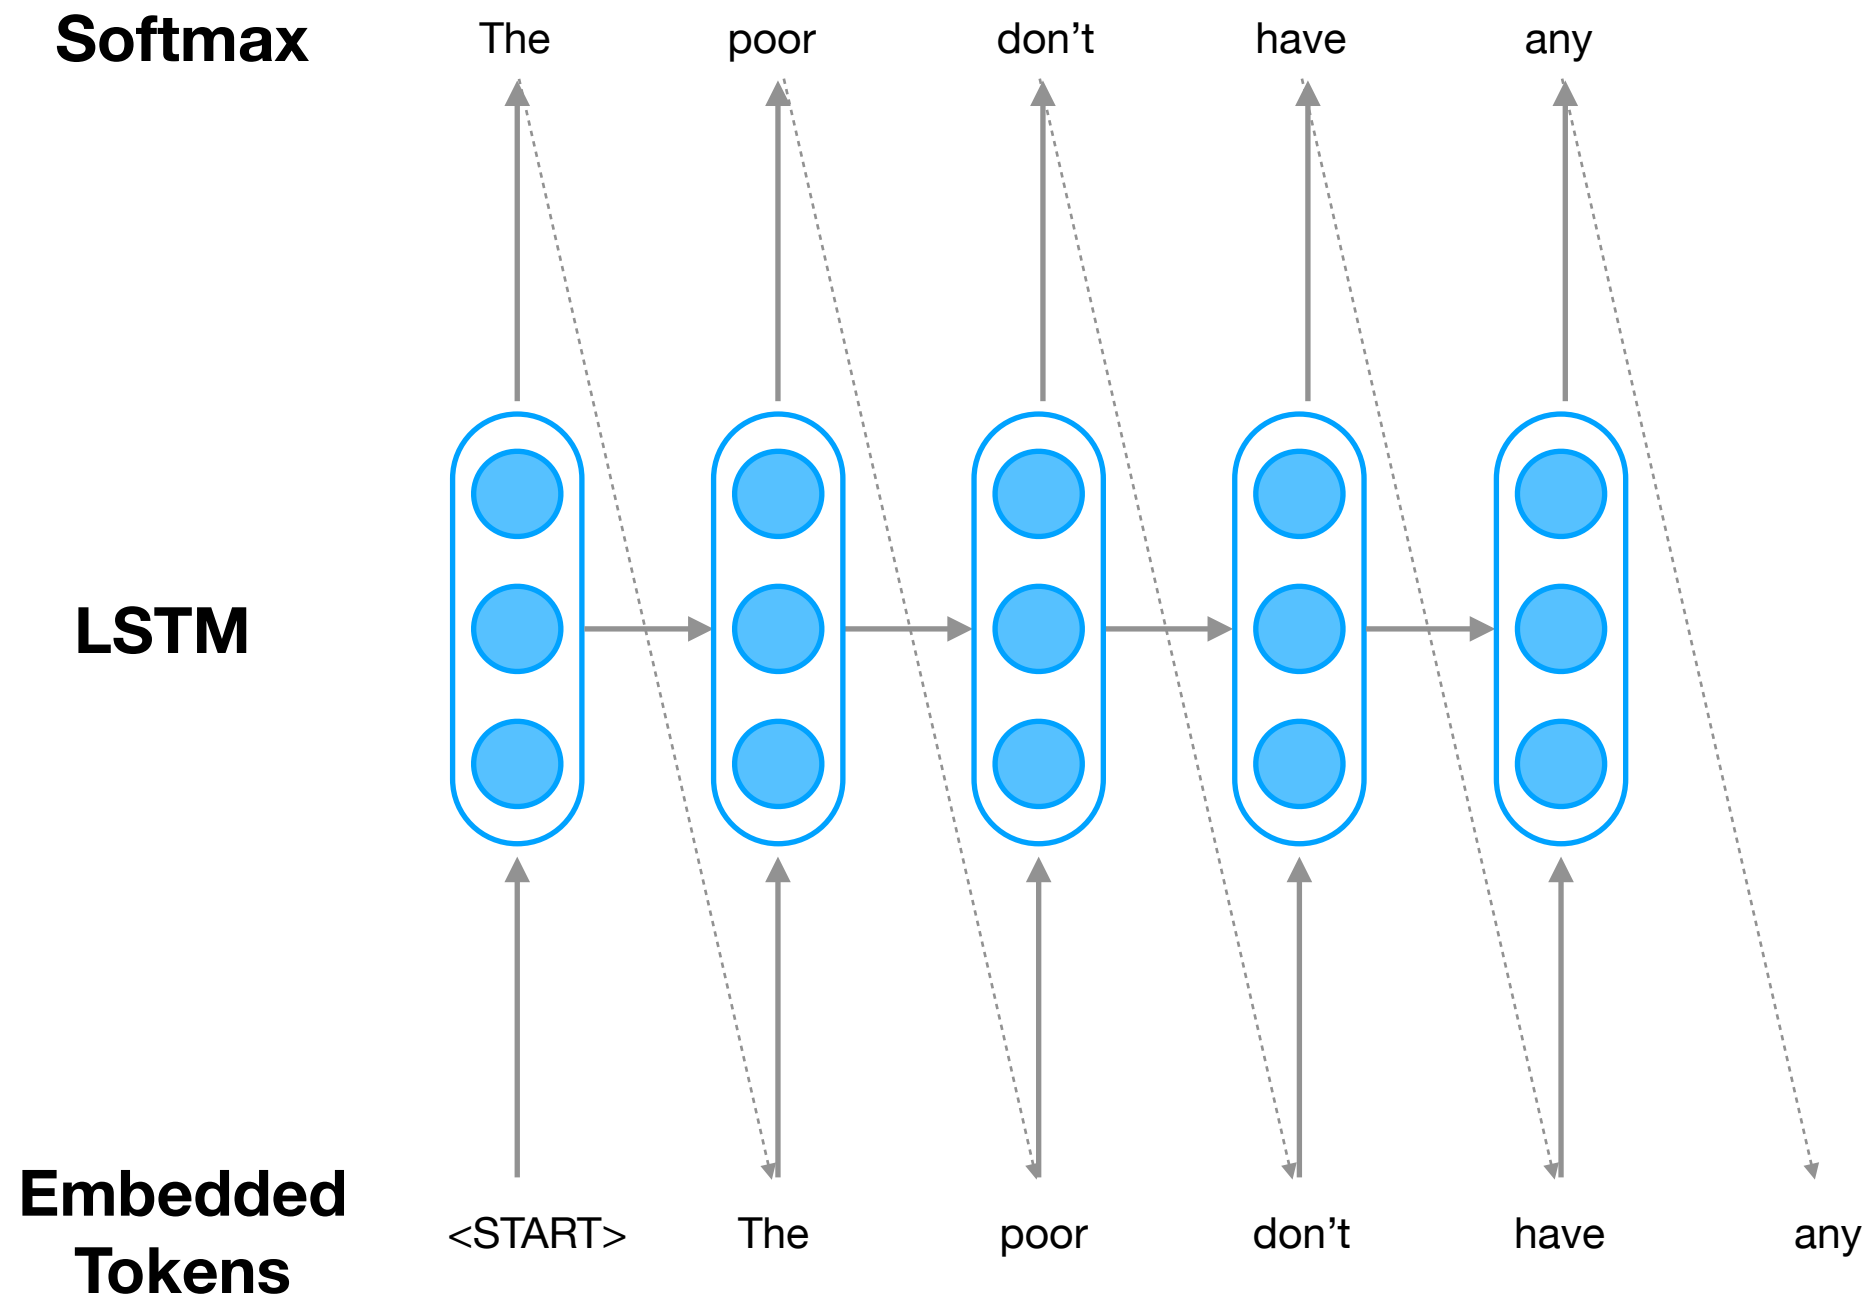 Softmax
The
poor
don’t
have
any
LSTM
Embedded
Tokens
<START>
The
poor
don’t
have
any